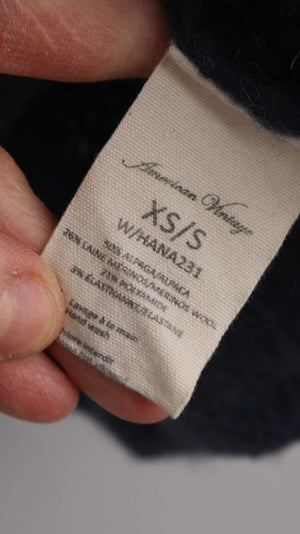 American Vintage
XS/S
W/HANA231
50% ALPAGA/ALPACA
26% LAINE MERINOS/MERINOS WOOL
21% POLYAMIDE
3% ELASTHANNE/ELASTANE
Lavage à la main
Hand wash
interdit